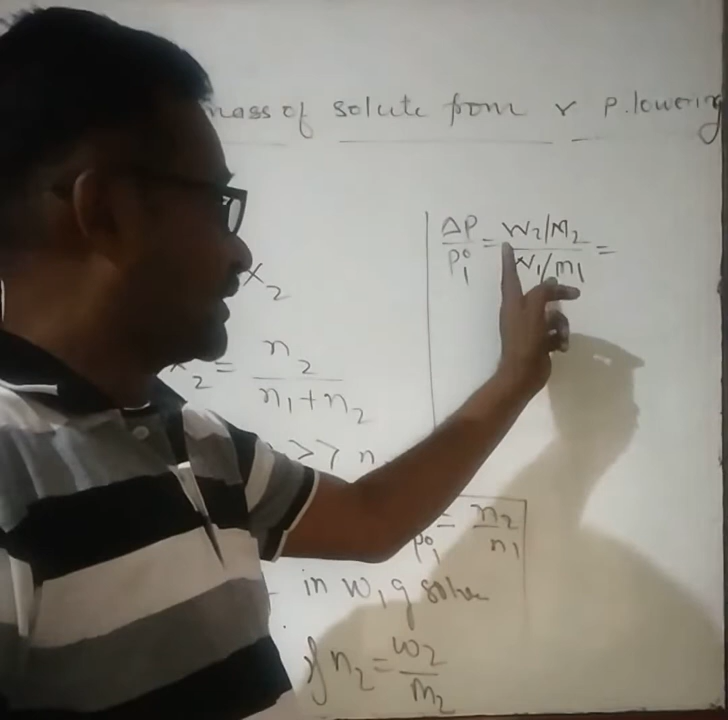 mass of solute from v P. lowering
ΔP/P₁° = W₂/M₂ / W₁/m₁ =
x₂
x₂ = n₂ / n₁ + n₂
>> n
P₁° = n₂ / n₁
in w₁ g solve
n₂ = w₂ / m₂